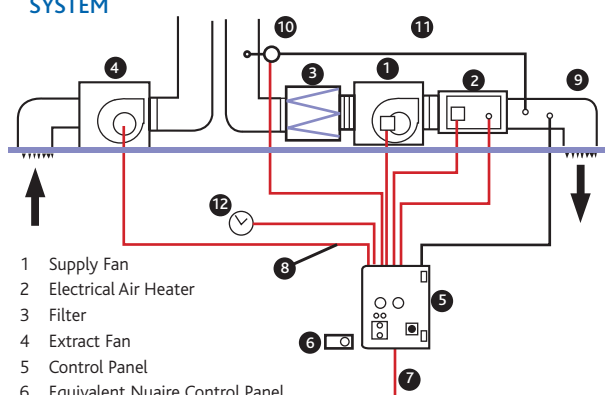 SYSTEM
10
11
4
3
1
2
9
12
8
5
6
7
1 Supply Fan
2 Electrical Air Heater
3 Filter
4 Extract Fan
5 Control Panel
6 Equivalent Nuaire Control Panel